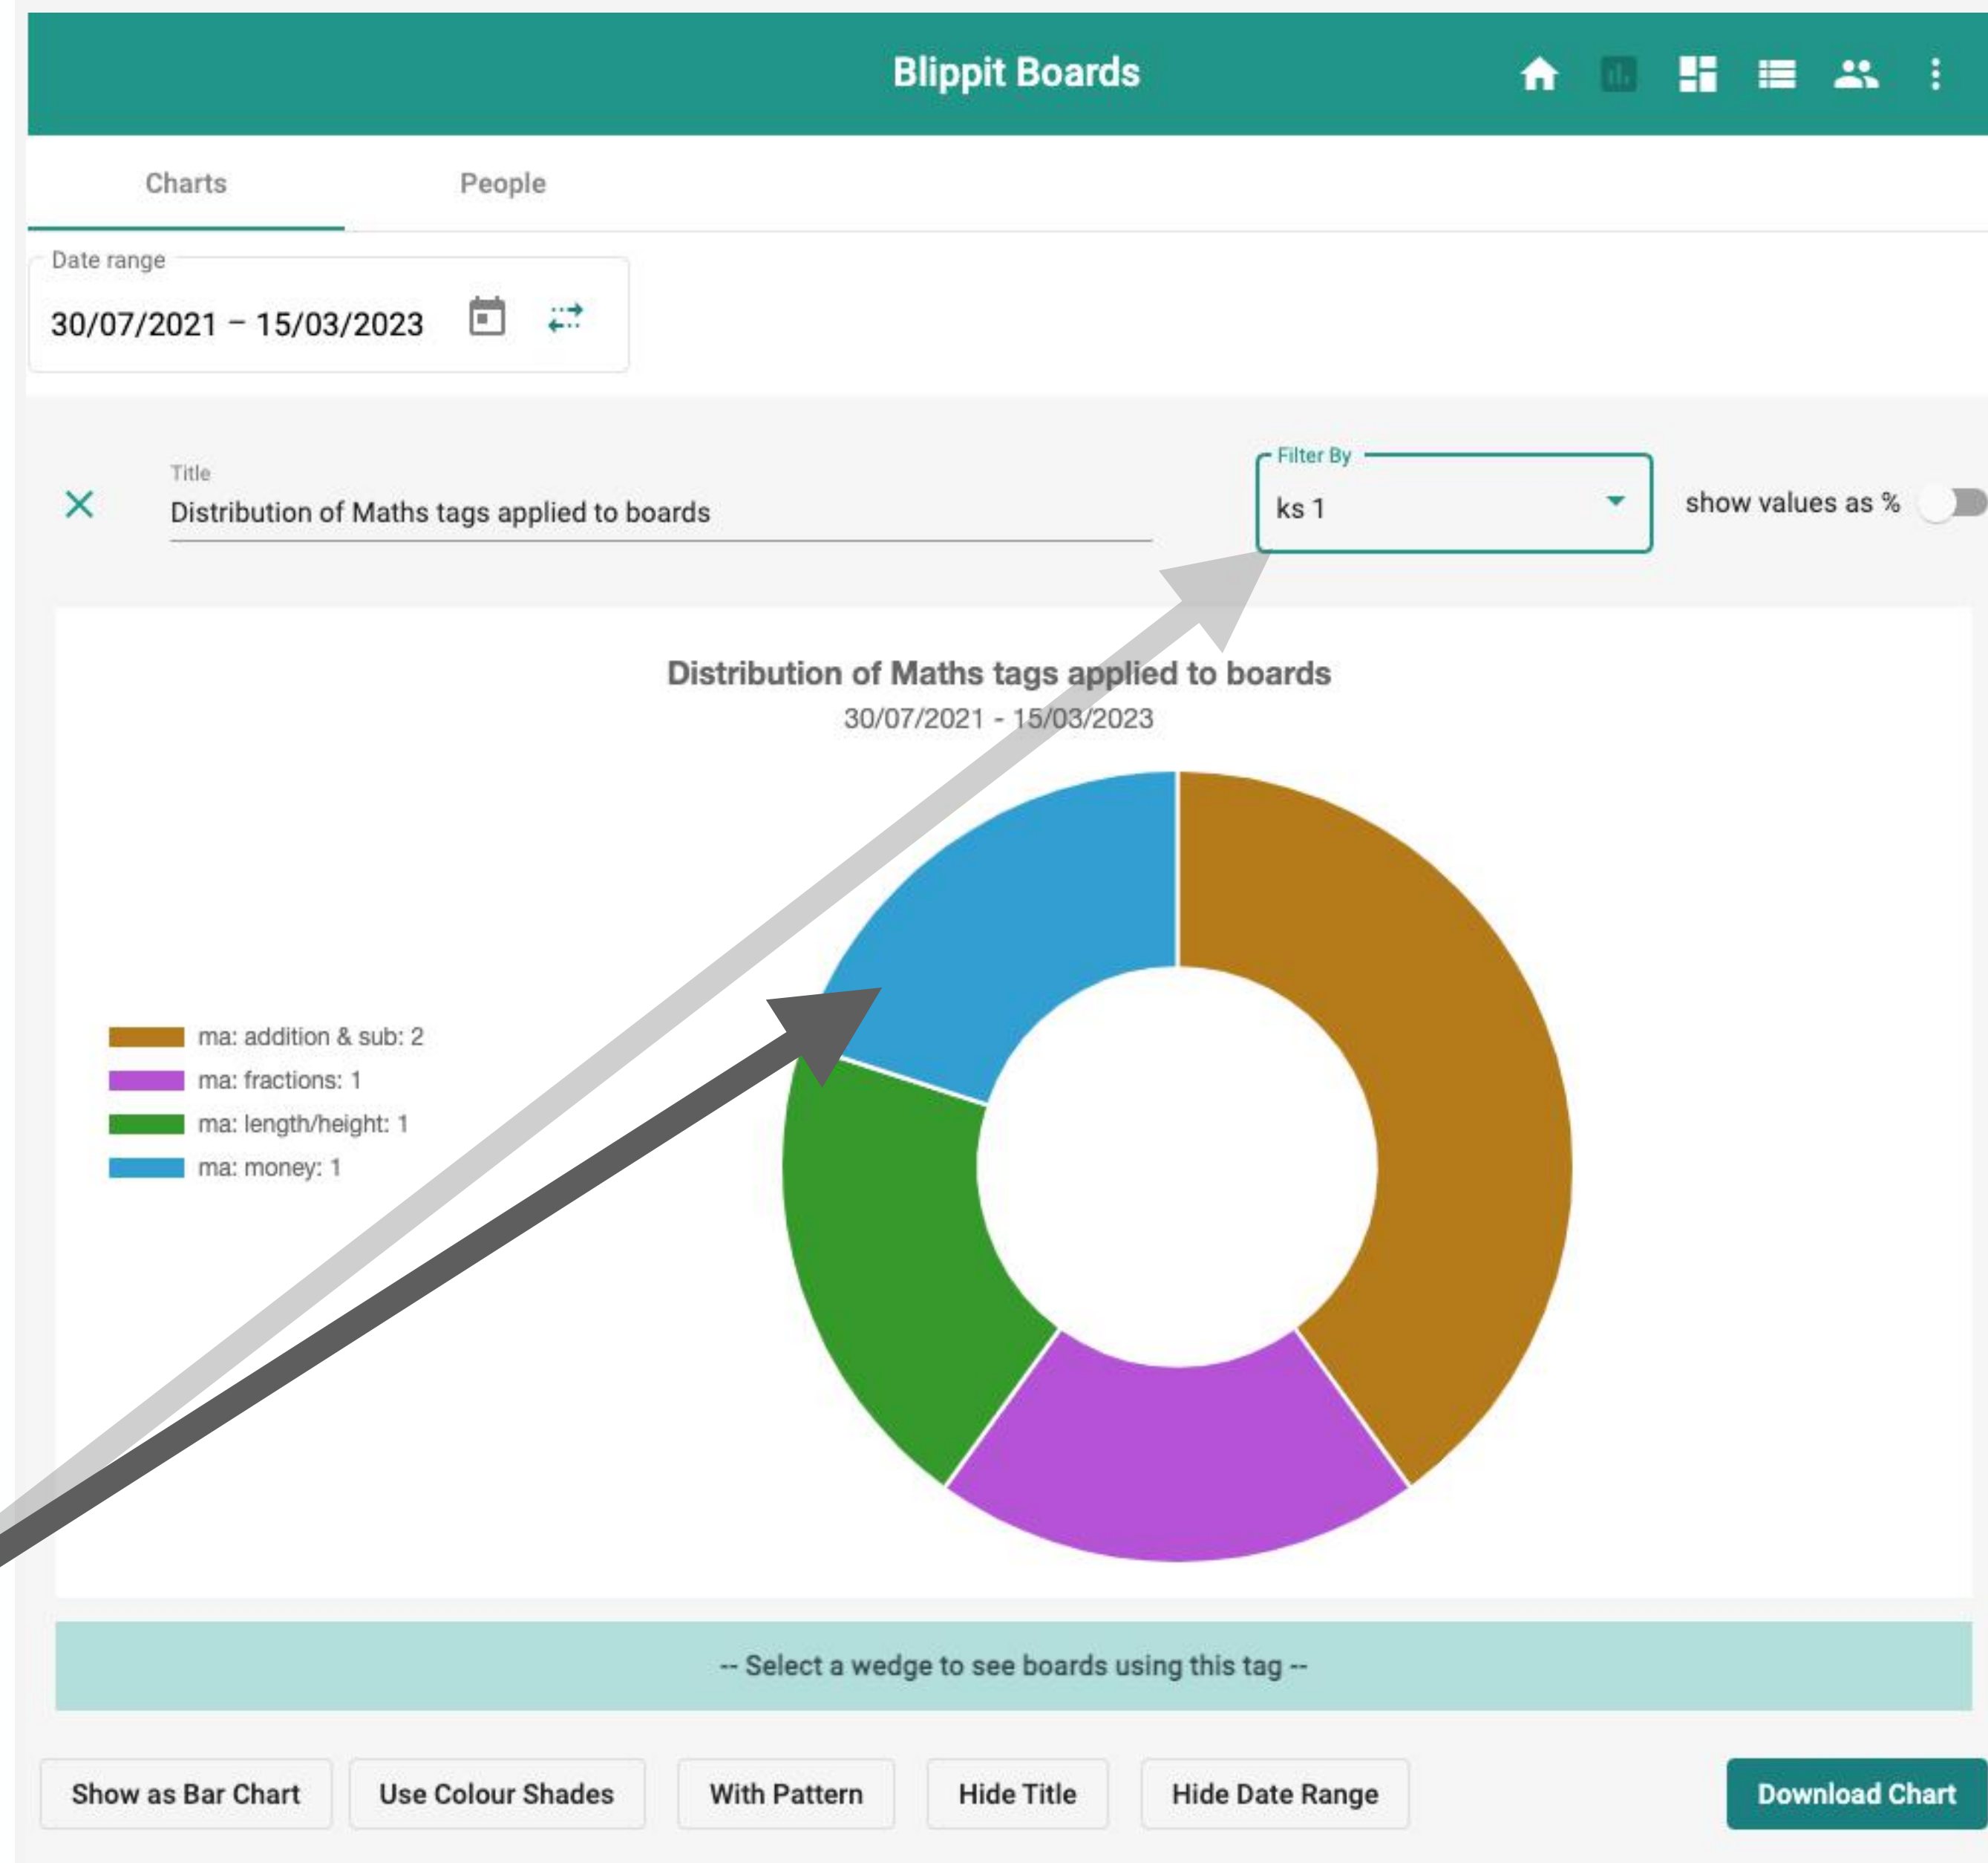 Blippit Boards
Charts People
Date range
30/07/2021 – 15/03/2023
Title
Distribution of Maths tags applied to boards
Filter By
ks 1
show values as %
Distribution of Maths tags applied to boards
30/07/2021 - 15/03/2023
ma: addition & sub: 2
ma: fractions: 1
ma: length/height: 1
ma: money: 1
-- Select a wedge to see boards using this tag --
Show as Bar Chart Use Colour Shades With Pattern Hide Title Hide Date Range Download Chart